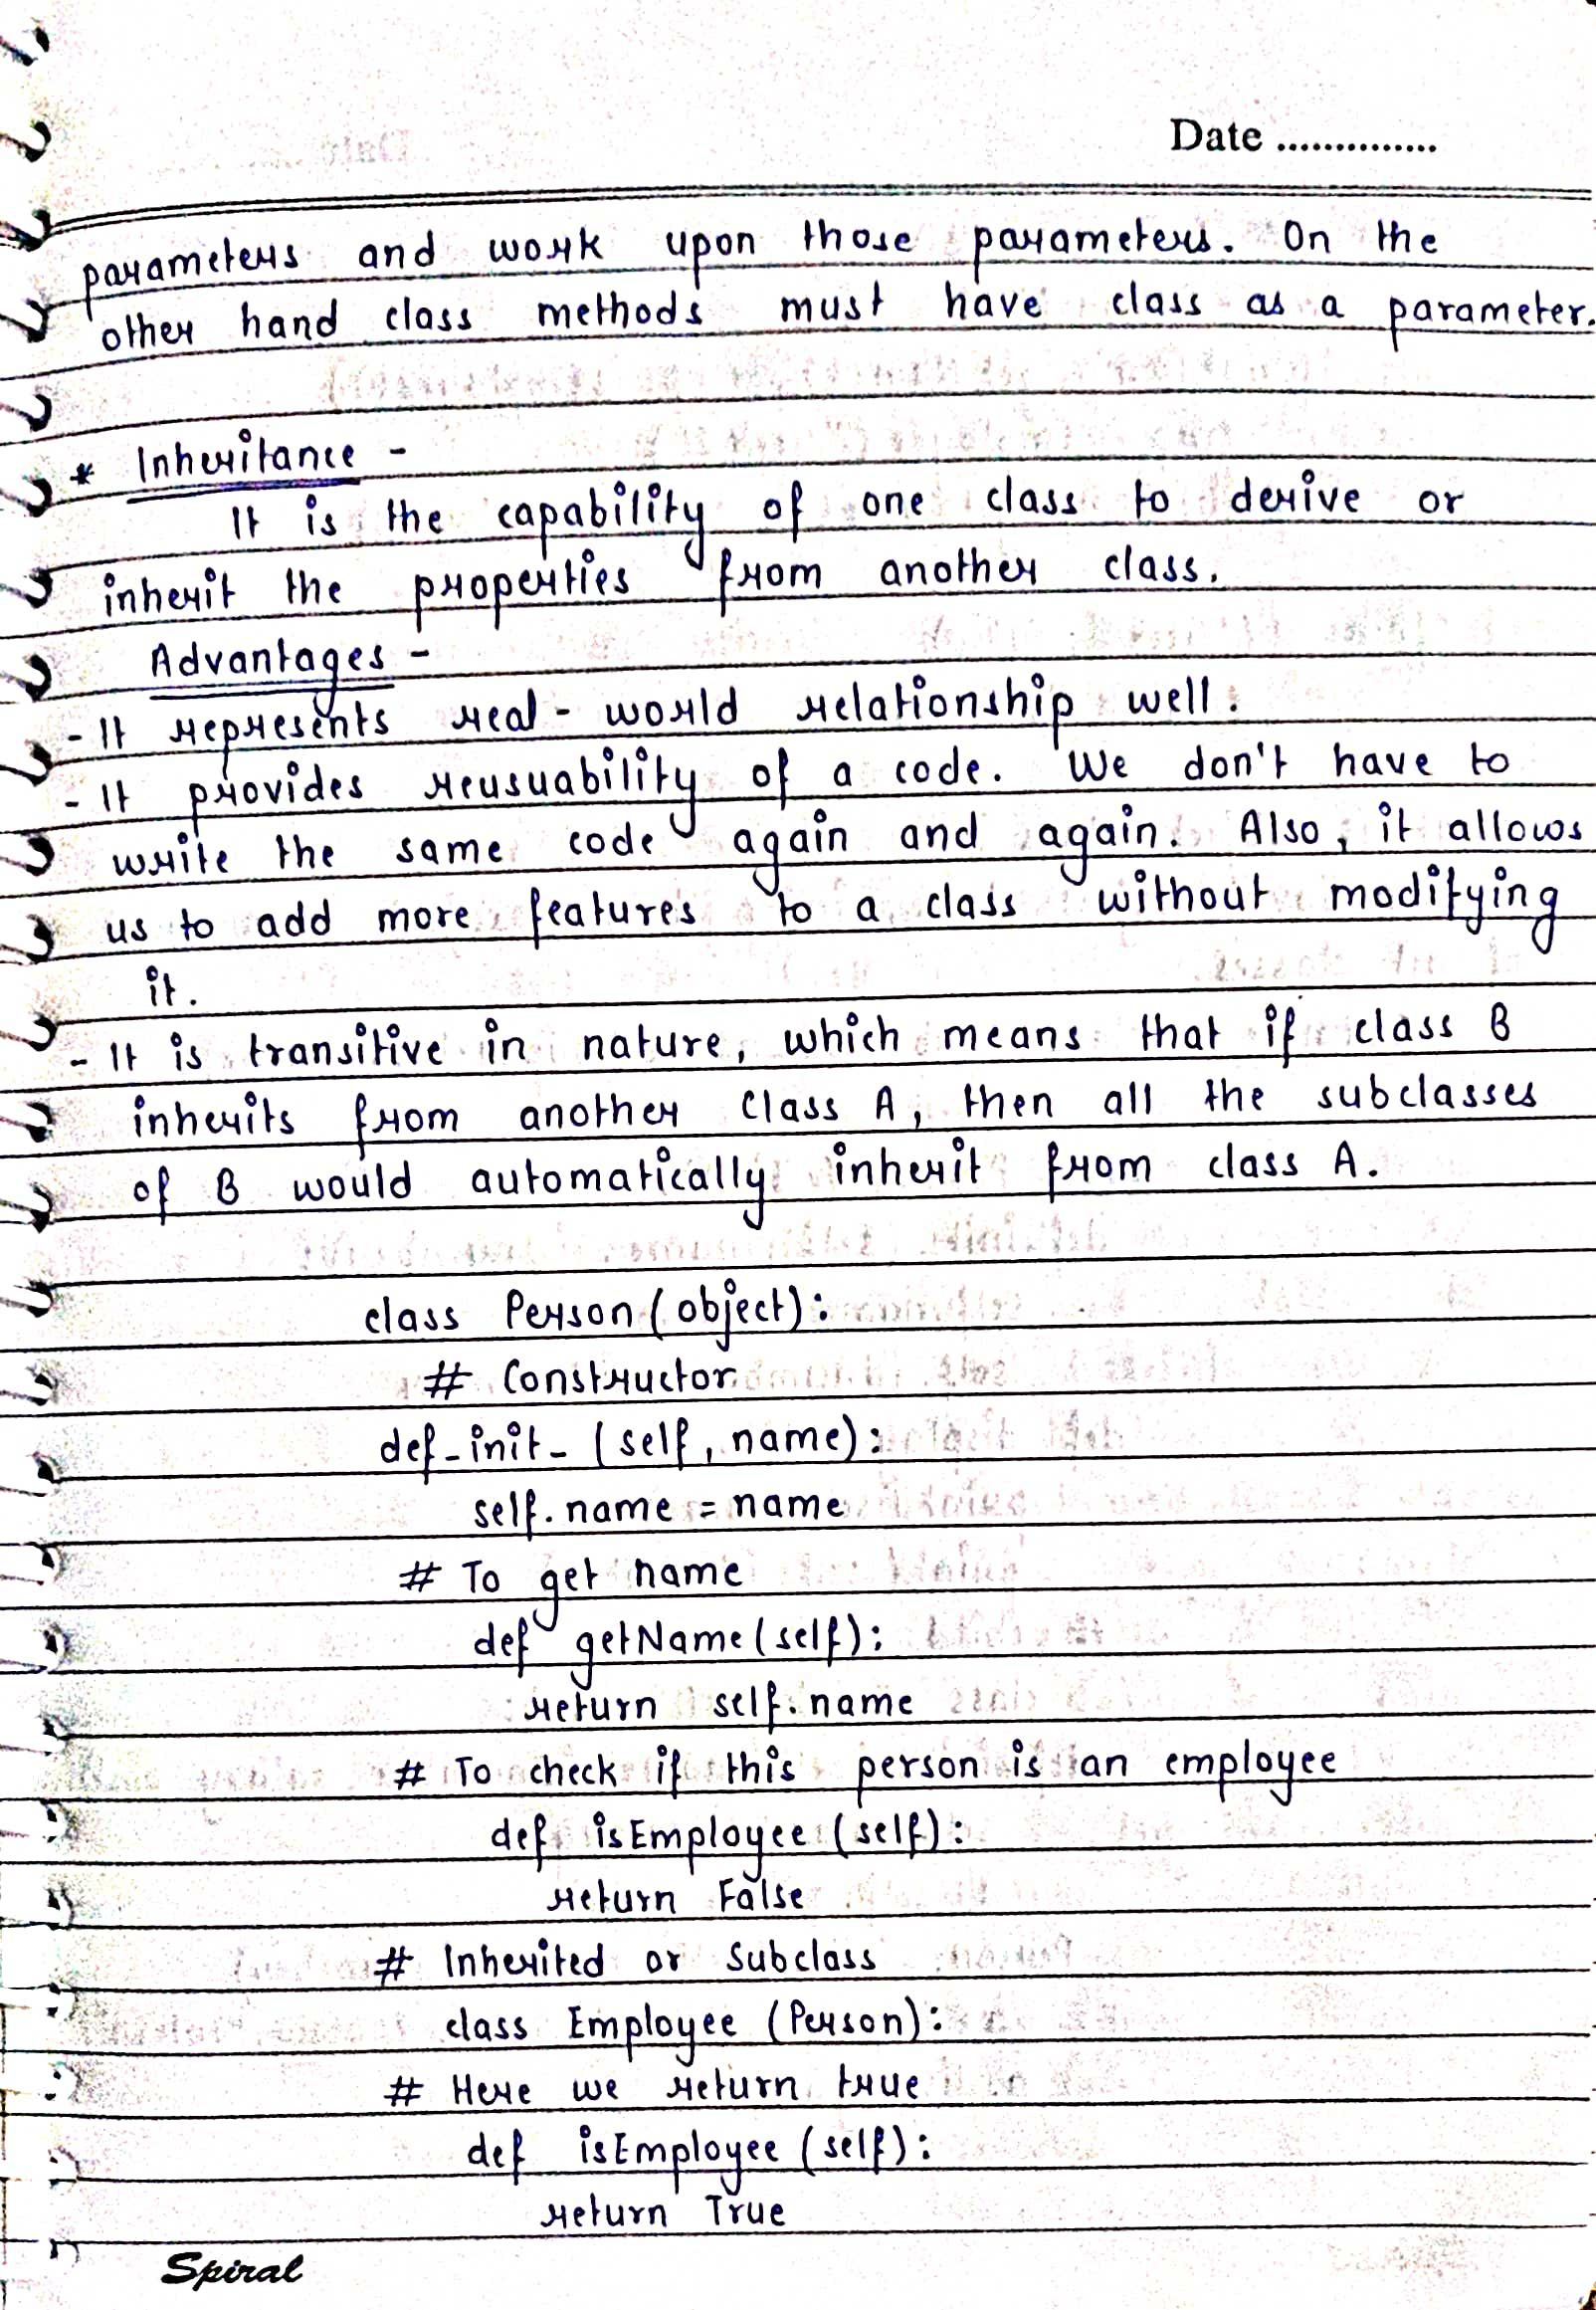 Date ..............
parameters and work upon those parameters. On the
other hand class methods must have class as a parameter.
* Inheritance -
It is the capability of one class to derive or
inherit the properties from another class.
Advantages -
- It represents real - world relationship well.
- It provides reusuability of a code. We don't have to
write the same code again and again. Also, it allows
us to add more features to a class without modifying
it.
- It is transitive in nature, which means that if class B
inherits from another class A, then all the subclasses
of B would automatically inherit from class A.
class Person (object):
# Constructor
def_init_ (self, name):
self.name = name
# To get name
def getName (self):
return self.name
# To check if this person is an employee
def isEmployee (self):
return False
# Inherited or Subclass
class Employee (Person):
# Here we return true
def isEmployee (self):
return True
Spiral